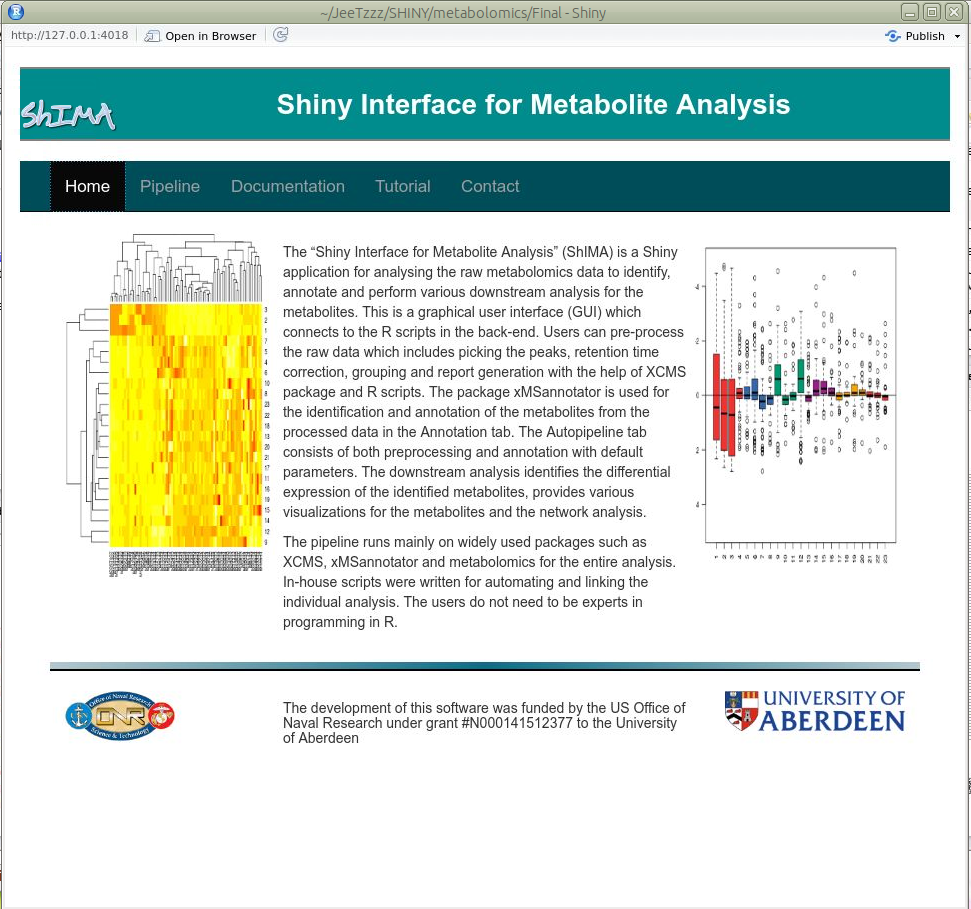 ~/JeeTzzz/SHINY/metabolomics/Final - Shiny
http://127.0.0.1:4018
Open in Browser
Publish
ShIMA
Shiny Interface for Metabolite Analysis
Home
Pipeline
Documentation
Tutorial
Contact
The “Shiny Interface for Metabolite Analysis” (ShIMA) is a Shiny
application for analysing the raw metabolomics data to identify,
annotate and perform various downstream analysis for the
metabolites. This is a graphical user interface (GUI) which
connects to the R scripts in the back-end. Users can pre-process
the raw data which includes picking the peaks, retention time
correction, grouping and report generation with the help of XCMS
package and R scripts. The package xMSannotator is used for
the identification and annotation of the metabolites from the
processed data in the Annotation tab. The Autopipeline tab
consists of both preprocessing and annotation with default
parameters. The downstream analysis identifies the differential
expression of the identified metabolites, provides various
visualizations for the metabolites and the network analysis.
The pipeline runs mainly on widely used packages such as
XCMS, xMSannotator and metabolomics for the entire analysis.
In-house scripts were written for automating and linking the
individual analysis. The users do not need to be experts in
programming in R.
Office of Naval Research
ONR
Science & Technology
The development of this software was funded by the US Office of
Naval Research under grant #N000141512377 to the University
of Aberdeen
UNIVERSITY OF
ABERDEEN